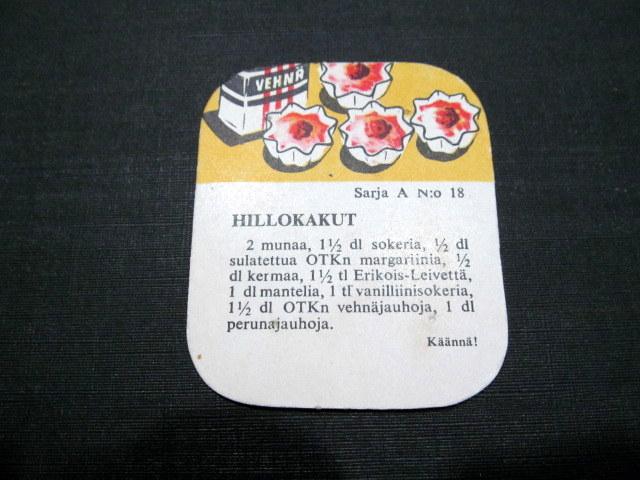 VEHNÄ
Sarja A N:o 18
HILLOKAKUT
2 munaa, 1½ dl sokeria, ½ dl
sulatettua OTKn margariinia, ½
dl kermaa, 1½ tl Erikois-Leivettä,
1 dl mantelia, 1 tl vanilliinisokeria,
1½ dl OTKn vehnäjauhoja, 1 dl
perunajauhoja.
Käännä!